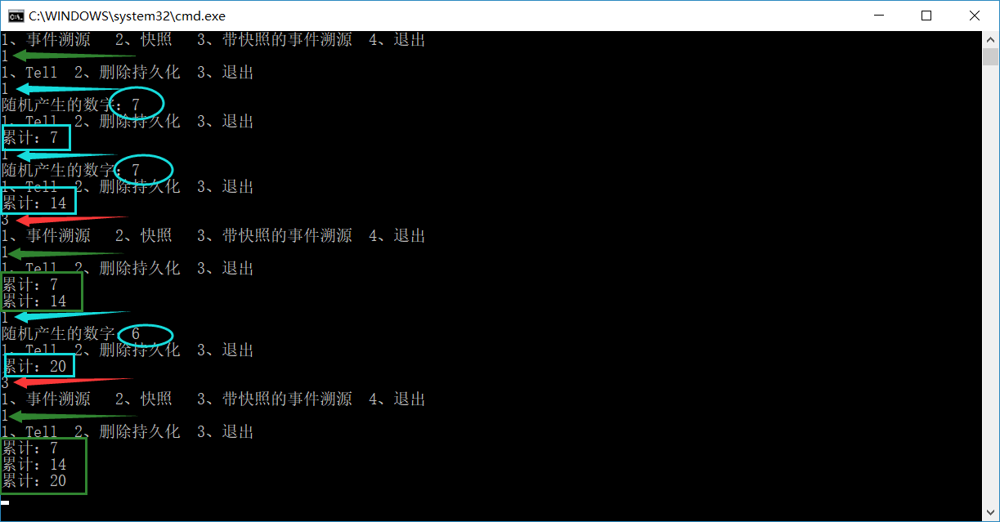 C:\WINDOWS\system32\cmd.exe
1、事件溯源 2、快照 3、带快照的事件溯源 4、退出
1
1、Tell 2、删除持久化 3、退出
1
随机产生的数字：7
1、Tell 2、删除持久化 3、退出
累计：7
1
随机产生的数字：7
1、Tell 2、删除持久化 3、退出
累计：14
3
1、事件溯源 2、快照 3、带快照的事件溯源 4、退出
1
1、Tell 2、删除持久化 3、退出
累计：7
累计：14
1
随机产生的数字：6
1、Tell 2、删除持久化 3、退出
累计：20
3
1、事件溯源 2、快照 3、带快照的事件溯源 4、退出
1
1、Tell 2、删除持久化 3、退出
累计：7
累计：14
累计：20